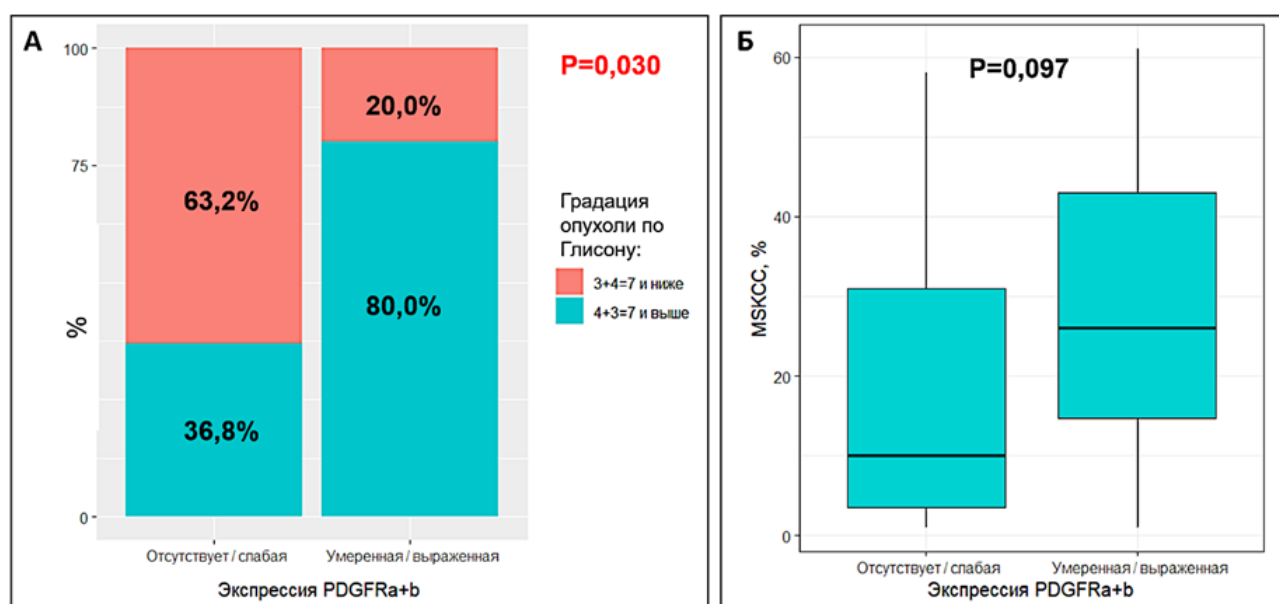 А
100
75
0
%
63,2%
36,8%
20,0%
80,0%
P=0,030
Градация
опухоли по
Глисону:
3+4=7 и ниже
4+3=7 и выше
Отсутствует / слабая
Умеренная / выраженная
Экспрессия PDGFRa+b
Б
P=0,097
MSKCC, %
60
40
20
0
Отсутствует / слабая
Умеренная / выраженная
Экспрессия PDGFRa+b